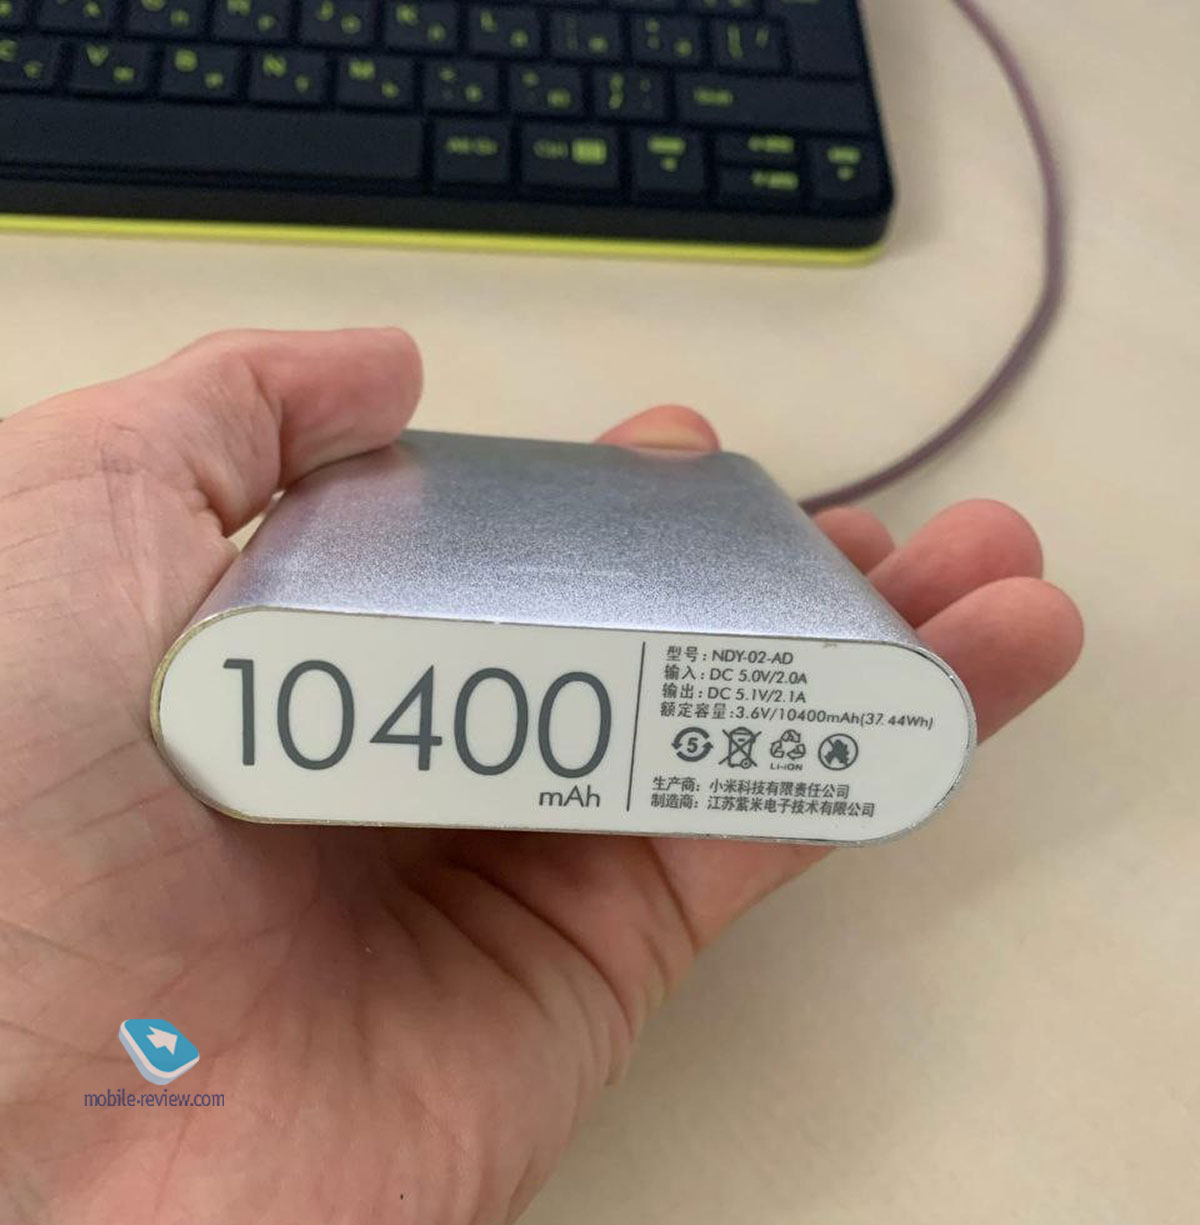 10400
mAh
型号：NDY-02-AD
输入：DC 5.0V/2.0A
输出：DC 5.1V/2.1A
额定容量:3.6V/10400mAh(37.44Wh)
5
Li-iON
生产商：小米科技有限责任公司
制造商：江苏紫米电子技术有限公司
mobile-review.com